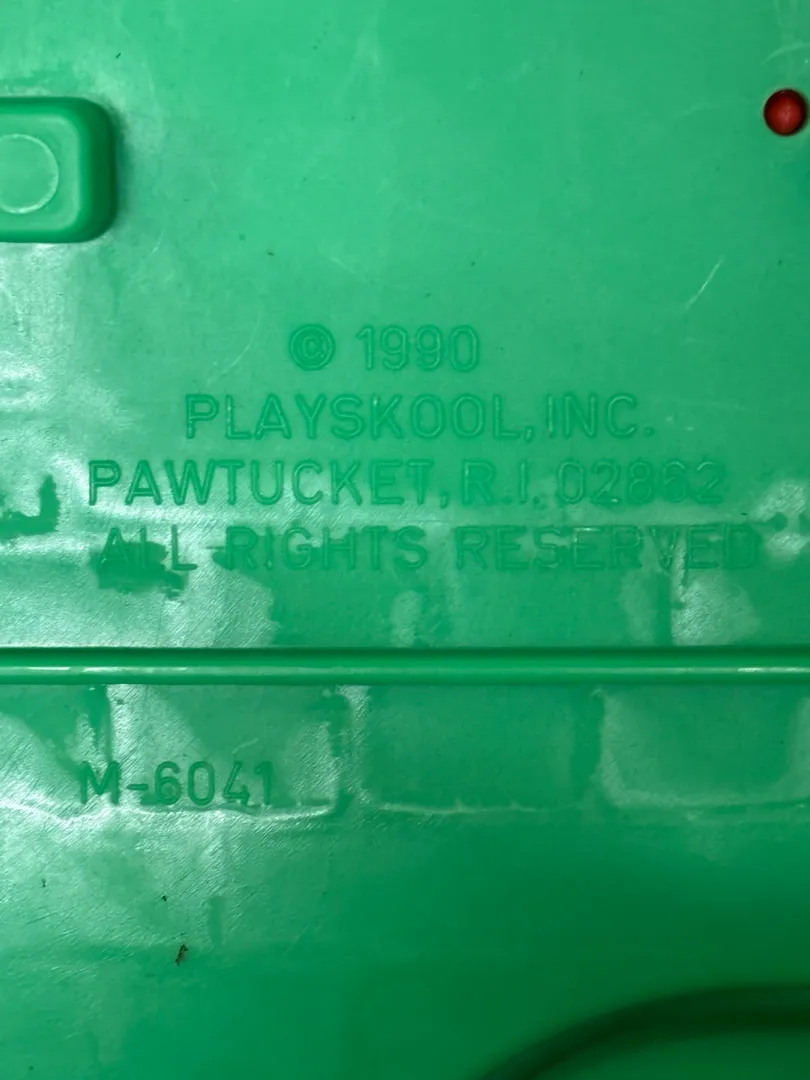 © 1990
PLAYSKOOL, INC.
PAWTUCKET, R.I. 02862
ALL RIGHTS RESERVED
M-6041